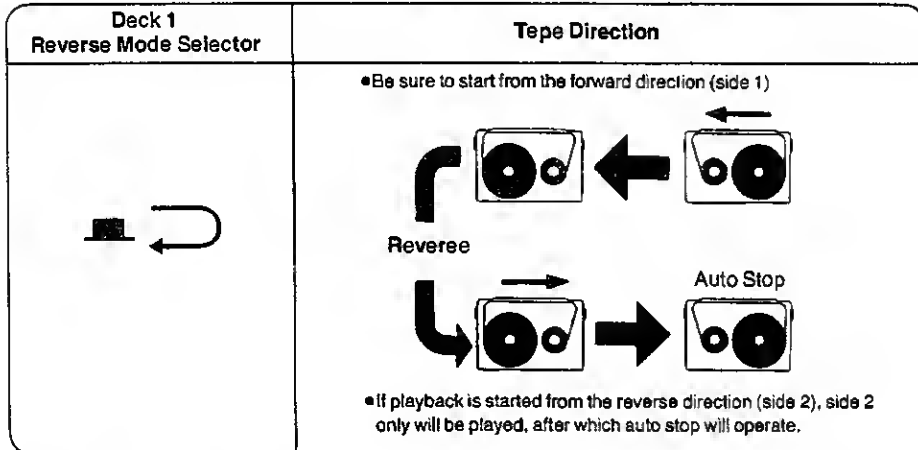 Deck 1
Reverse Mode Selector
Tepe Direction
•Be sure to start from the forward direction (side 1)
Reveree
Auto Stop
•If playback is started from the reverse direction (side 2), side 2
only will be played, after which auto stop will operate.